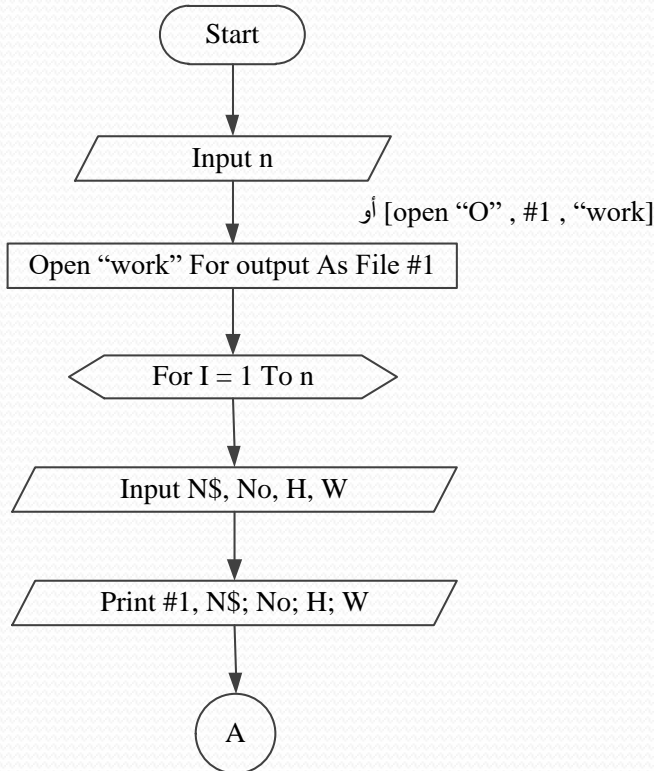 Start
Input n
أو [open “O” , #1 , “work]
Open “work” For output As File #1
For I = 1 To n
Input N$, No, H, W
Print #1, N$; No; H; W
A